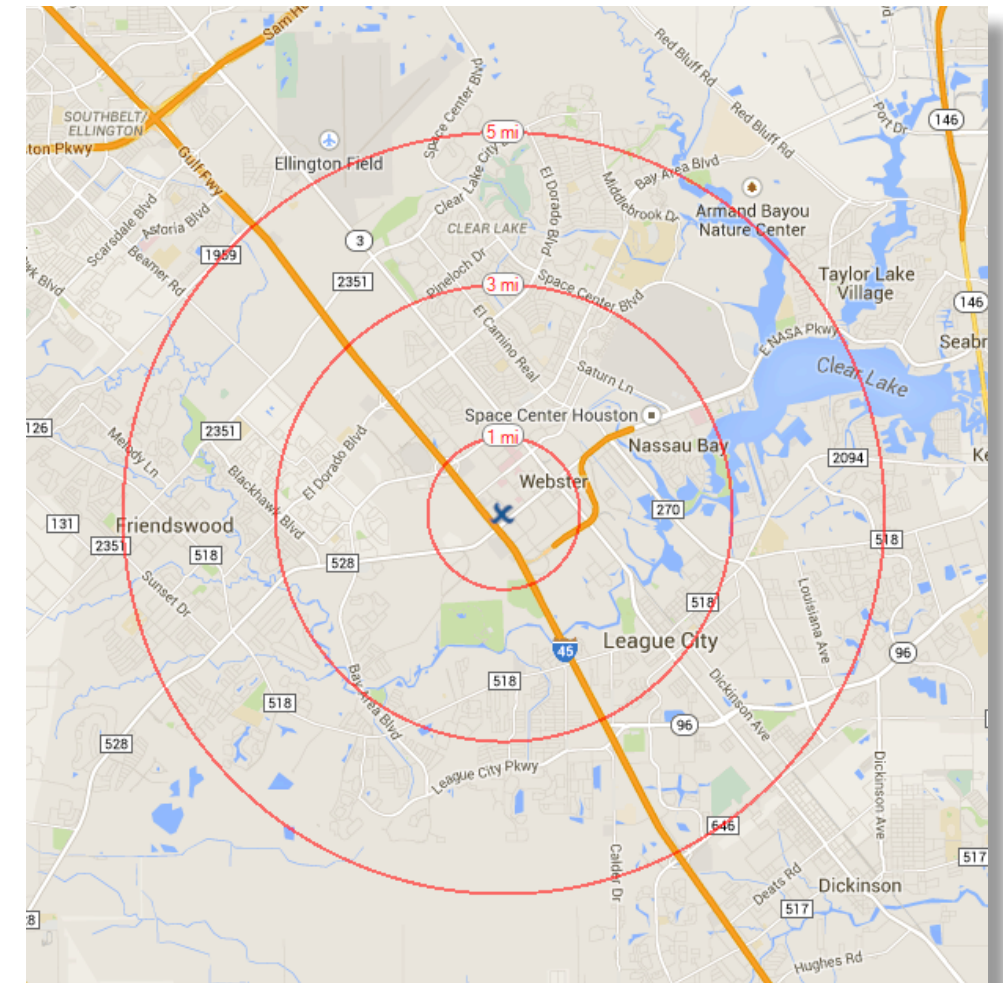 Sam Ho
Red Bluff Rd
SOUTHBELT/
ELLINGTON
ton Pkwy
Gulf Fwy
Ellington Field
Space Center Blvd
5 mi
Red Bluff Rd
Port Dr
146
Clear Lake City B
El Dorado Blvd
Middlebrook Dr
Bay Area Blvd
Armand Bayou
Nature Center
Scarsdale Blvd
Astoria Blvd
Beamer Rd
wk Blvd
1959
3
CLEAR LAKE
2351
Pineloch Dr
3 mi
Space Center Blvd
Taylor Lake
Village
146
E NASA Pkwy
Seabr
El Camino Real
Saturn Ln
Clear Lake
Space Center Houston
126
2351
Melody Ln
El Dorado Blvd
1 mi
Nassau Bay
2094
Ke
Blackhawk Blvd
Webster
131
Friendswood
2351
518
528
270
518
Sunset Dr
518
Louisiana Ave
45
League City
96
518
518
Bay Area Blvd
Dickinson Ave
96
528
League City Pkwy
Dickinson Ave
646
Calder Dr
517
Deats Rd
Dickinson
517
8
Hughes Rd